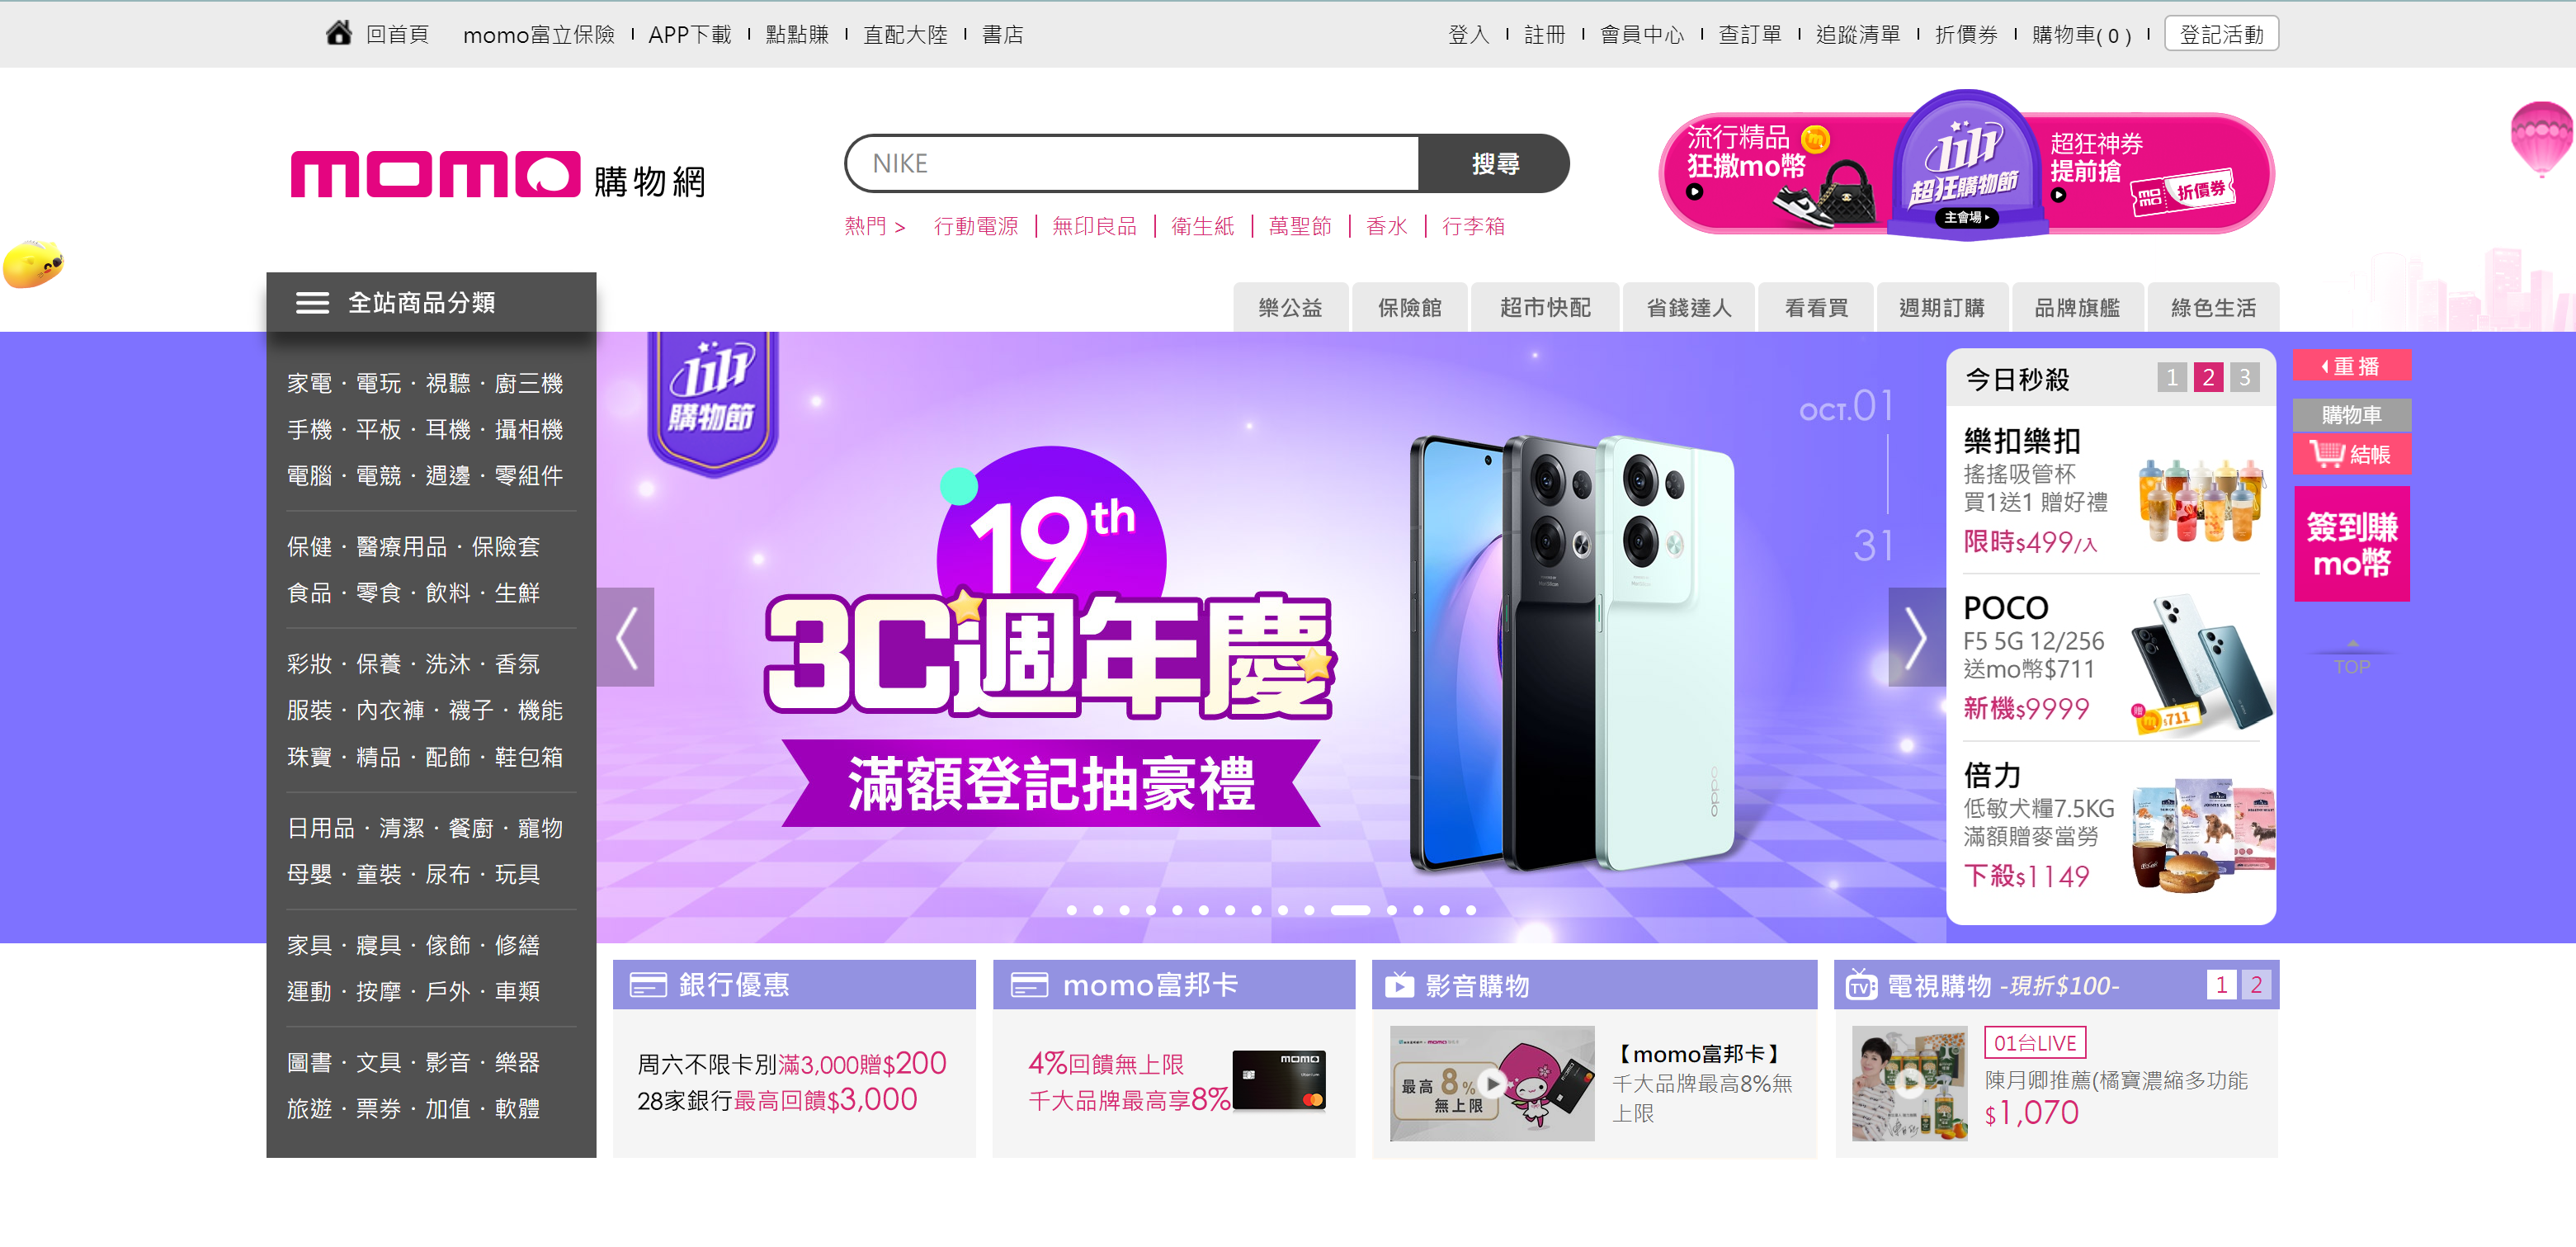 回首頁 momo富立保險 APP下載 點點賺 直配大陸 書店
登入 註冊 會員中心 查訂單 追蹤清單 折價券 購物車( 0 ) 登記活動
momo 購物網
NIKE
搜尋
熱門 > 行動電源 無印良品 衛生紙 萬聖節 香水 行李箱
流行精品
狂撒mo幣
超狂購物節
主會場
超狂神券
提前搶
momo
折價券
全站商品分類
樂公益 保險館 超市快配 省錢達人 看看買 週期訂購 品牌旗艦 綠色生活
家電 · 電玩 · 視聽 · 廚三機
手機 · 平板 · 耳機 · 攝相機
電腦 · 電競 · 週邊 · 零組件
保健 · 醫療用品 · 保險套
食品 · 零食 · 飲料 · 生鮮
彩妝 · 保養 · 洗沐 · 香氛
服裝 · 內衣褲 · 襪子 · 機能
珠寶 · 精品 · 配飾 · 鞋包箱
日用品 · 清潔 · 餐廚 · 寵物
母嬰 · 童裝 · 尿布 · 玩具
家具 · 寢具 · 傢飾 · 修繕
運動 · 按摩 · 戶外 · 車類
圖書 · 文具 · 影音 · 樂器
旅遊 · 票券 · 加值 · 軟體
購物節
19th
3C週年慶
滿額登記抽豪禮
OCT.01
31
oppo
今日秒殺 1 2 3
樂扣樂扣
搖搖吸管杯
買1送1 贈好禮
限時$499/入
POCO
F5 5G 12/256
送mo幣$711
新機$9999
贈
$711
倍力
低敏犬糧7.5KG
滿額贈麥當勞
下殺$1149
重播
購物車
結帳
簽到賺
mo幣
TOP
銀行優惠
周六不限卡別滿3,000贈$200
28家銀行最高回饋$3,000
momo富邦卡
4%回饋無上限
千大品牌最高享8%
momo
影音購物
最高8%
無上限
【momo富邦卡】
千大品牌最高8%無
上限
TV
電視購物 -現折$100- 1 2
01台LIVE
陳月卿推薦(橘寶濃縮多功能
$1,070